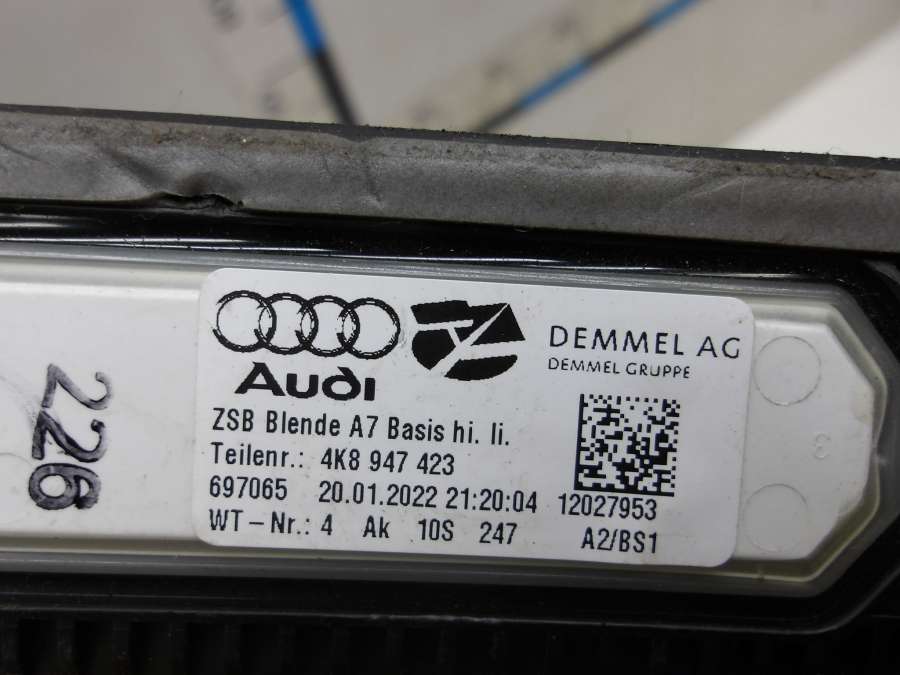 Audi
DEMMEL AG
DEMMEL GRUPPE
ZSB Blende A7 Basis hi. li.
Teilenr.: 4K8 947 423
697065 20.01.2022 21:20:04 12027953
WT-Nr.: 4 Ak 10S 247 A2/BS1
226